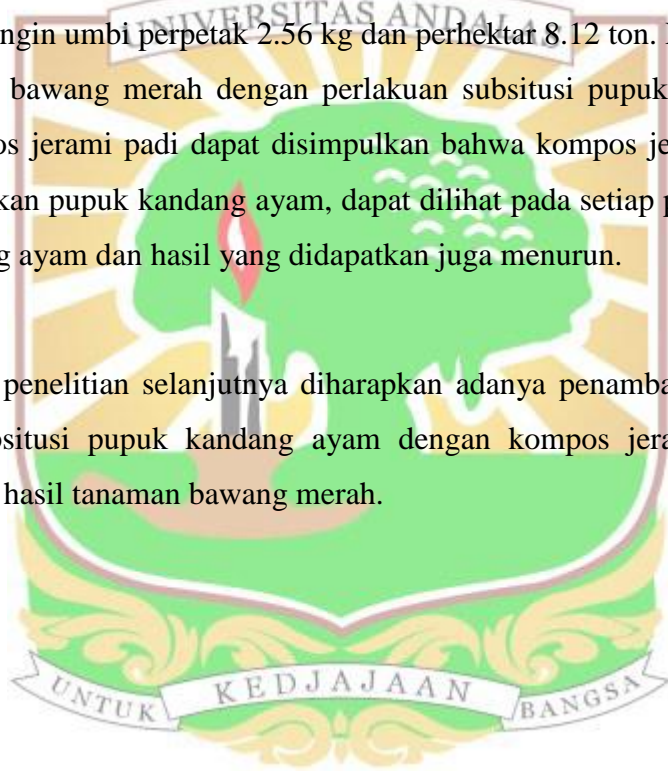 UNIVERSITAS ANDALAS
ngin umbi perpetak 2.56 kg dan perhektar 8.12 ton.
bawang merah dengan perlakuan subsitusi pupuk
os jerami padi dapat disimpulkan bahwa kompos je
kan pupuk kandang ayam, dapat dilihat pada setiap p
g ayam dan hasil yang didapatkan juga menurun.
penelitian selanjutnya diharapkan adanya penamba
bsitusi pupuk kandang ayam dengan kompos jera
hasil tanaman bawang merah.
UNTUK KEDJAJAAN BANGSA